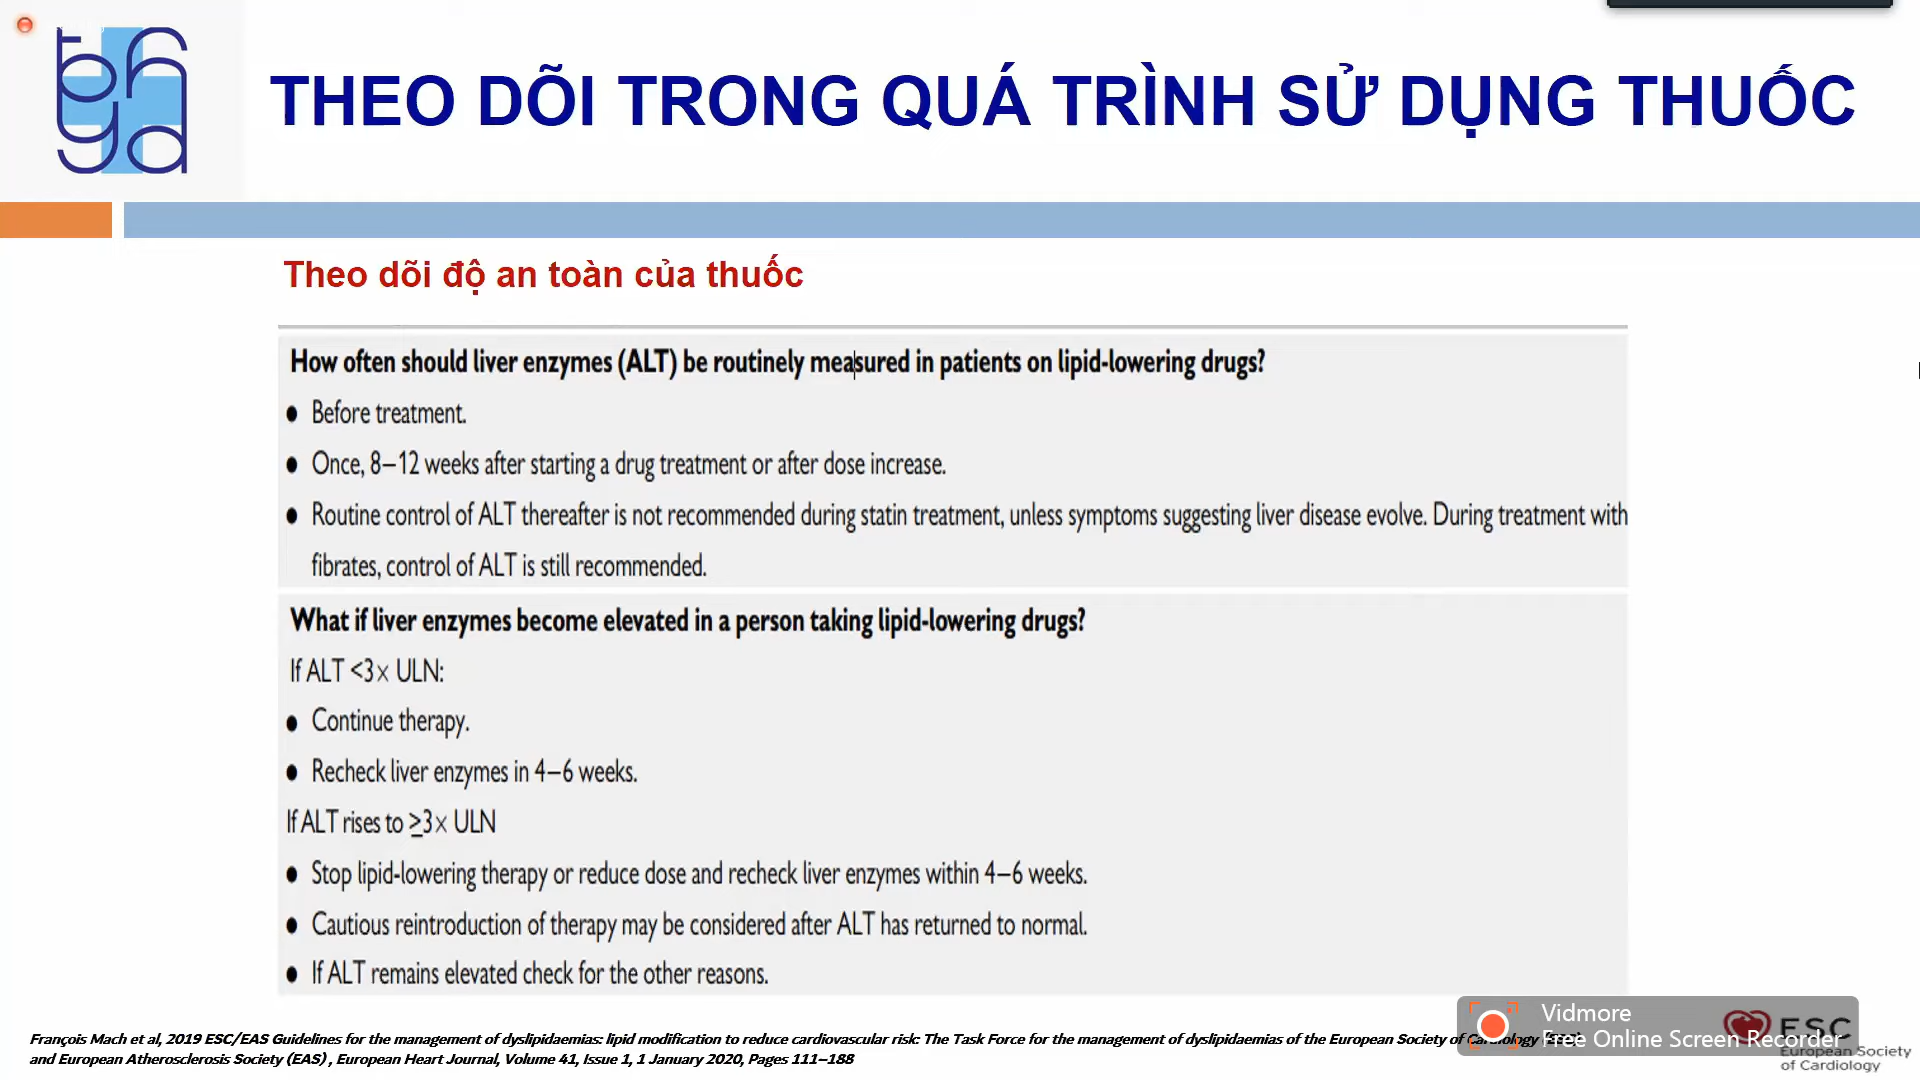 THEO DÕI TRONG QUÁ TRÌNH SỬ DỤNG THUỐC
Theo dõi độ an toàn của thuốc
How often should liver enzymes (ALT) be routinely measured in patients on lipid-lowering drugs?
● Before treatment.
● Once, 8–12 weeks after starting a drug treatment or after dose increase.
● Routine control of ALT thereafter is not recommended during statin treatment, unless symptoms suggesting liver disease evolve. During treatment with
fibrates, control of ALT is still recommended.
What if liver enzymes become elevated in a person taking lipid-lowering drugs?
If ALT <3× ULN:
● Continue therapy.
● Recheck liver enzymes in 4–6 weeks.
If ALT rises to ≥3× ULN
● Stop lipid-lowering therapy or reduce dose and recheck liver enzymes within 4–6 weeks.
● Cautious reintroduction of therapy may be considered after ALT has returned to normal.
● If ALT remains elevated check for the other reasons.
François Mach et al, 2019 ESC/EAS Guidelines for the management of dyslipidaemias: lipid modification to reduce cardiovascular risk: The Task Force for the management of dyslipidaemias of the European Society of Cardiology
and European Atherosclerosis Society (EAS) , European Heart Journal, Volume 41, Issue 1, 1 January 2020, Pages 111–188
Vidmore
Free Online Screen Recorder
ESC
European Society
of Cardiology